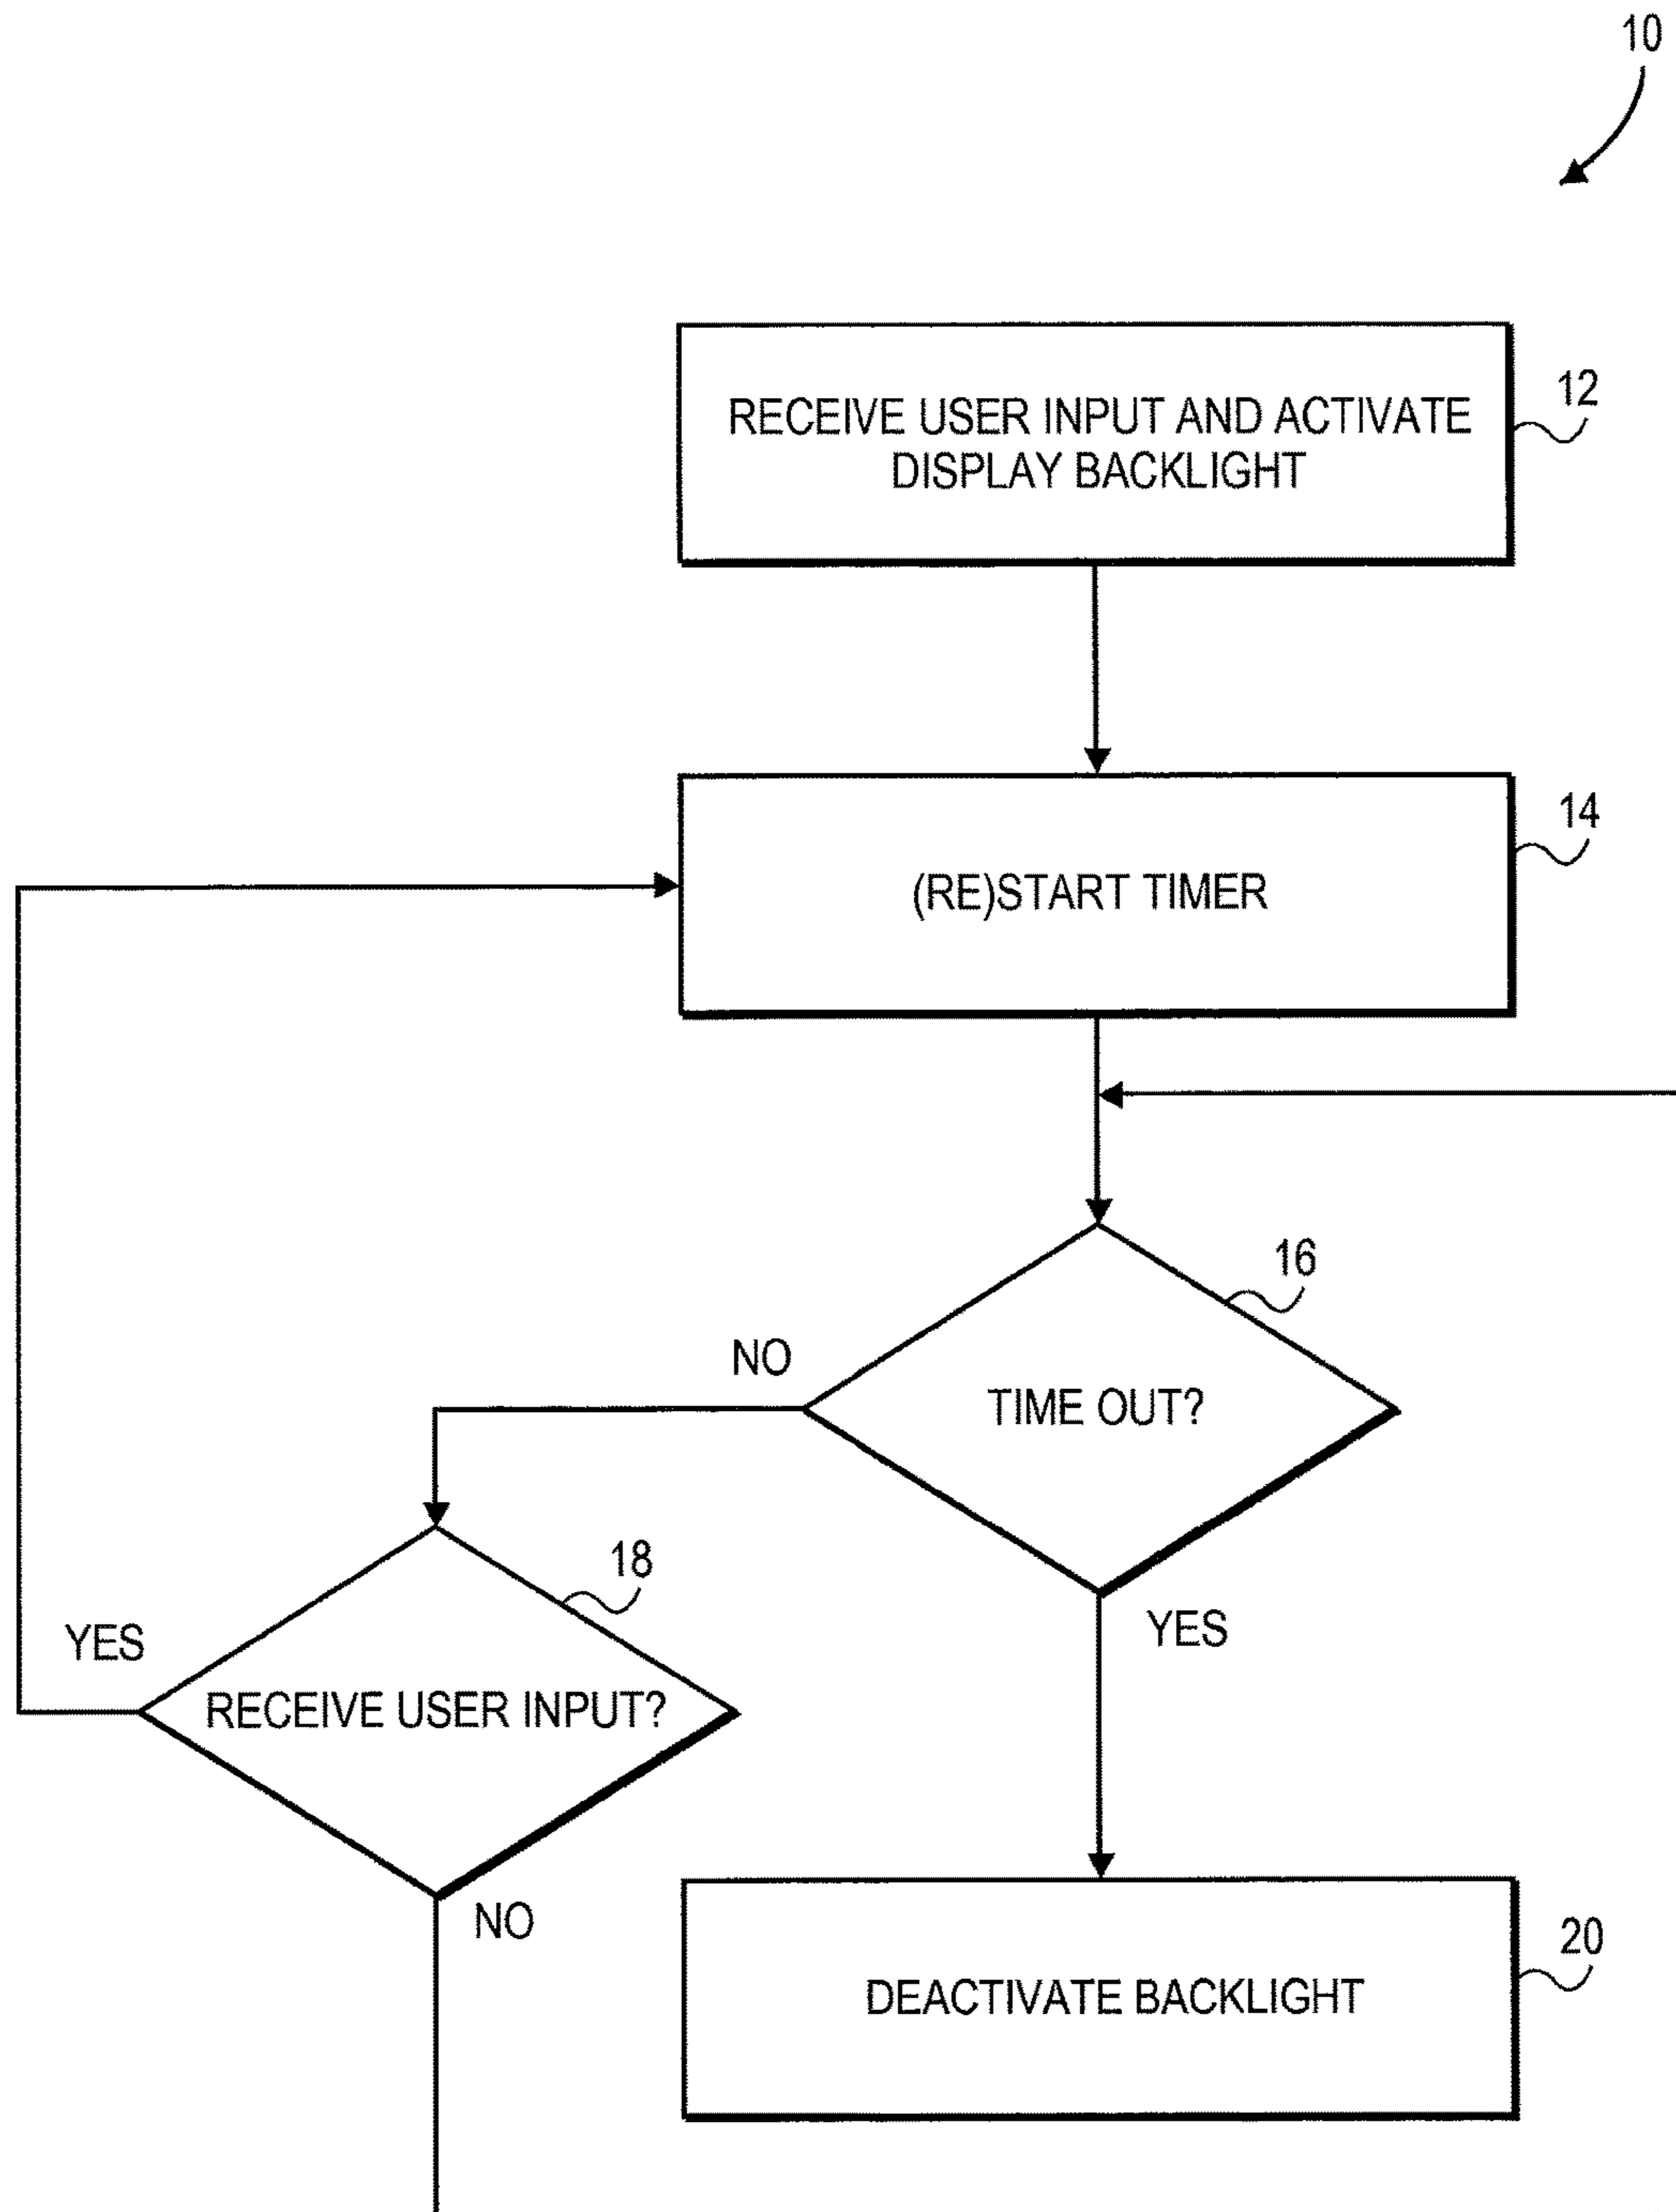 10
RECEIVE USER INPUT AND ACTIVATE
DISPLAY BACKLIGHT
12
14
(RE)START TIMER
16
NO
TIME OUT?
18
YES
YES
RECEIVE USER INPUT?
NO
20
DEACTIVATE BACKLIGHT